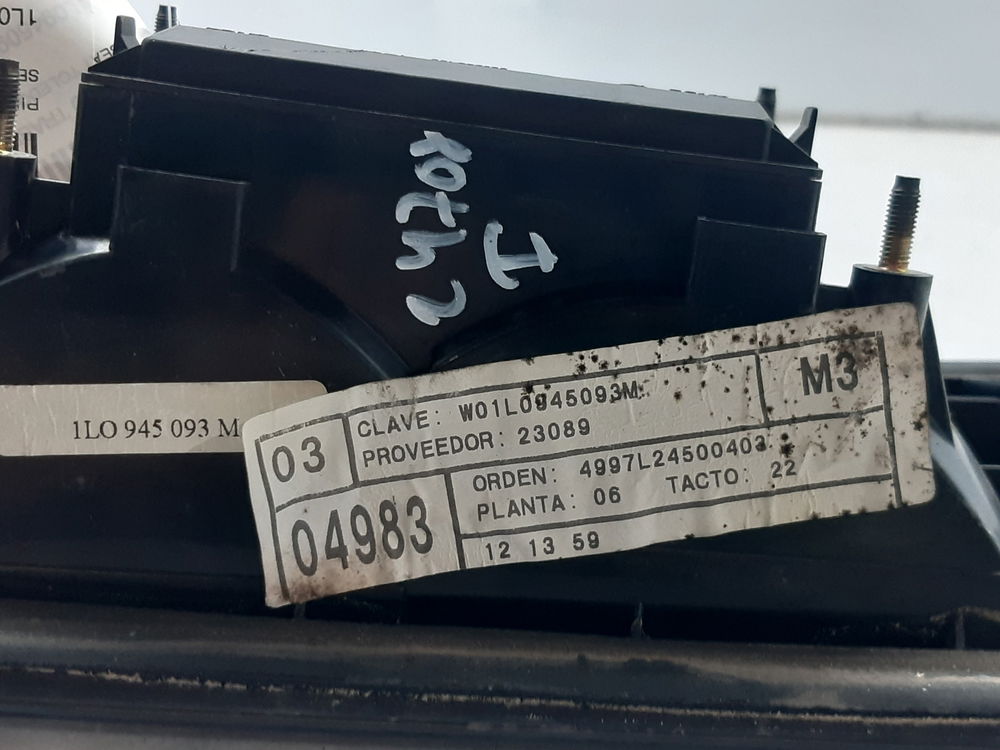 1LO 945 093 M
03
CLAVE: W01L0945093M
PROVEEDOR: 23089
M3
04983
ORDEN: 4997L24500403
PLANTA: 06 TACTO: 22
12 13 59